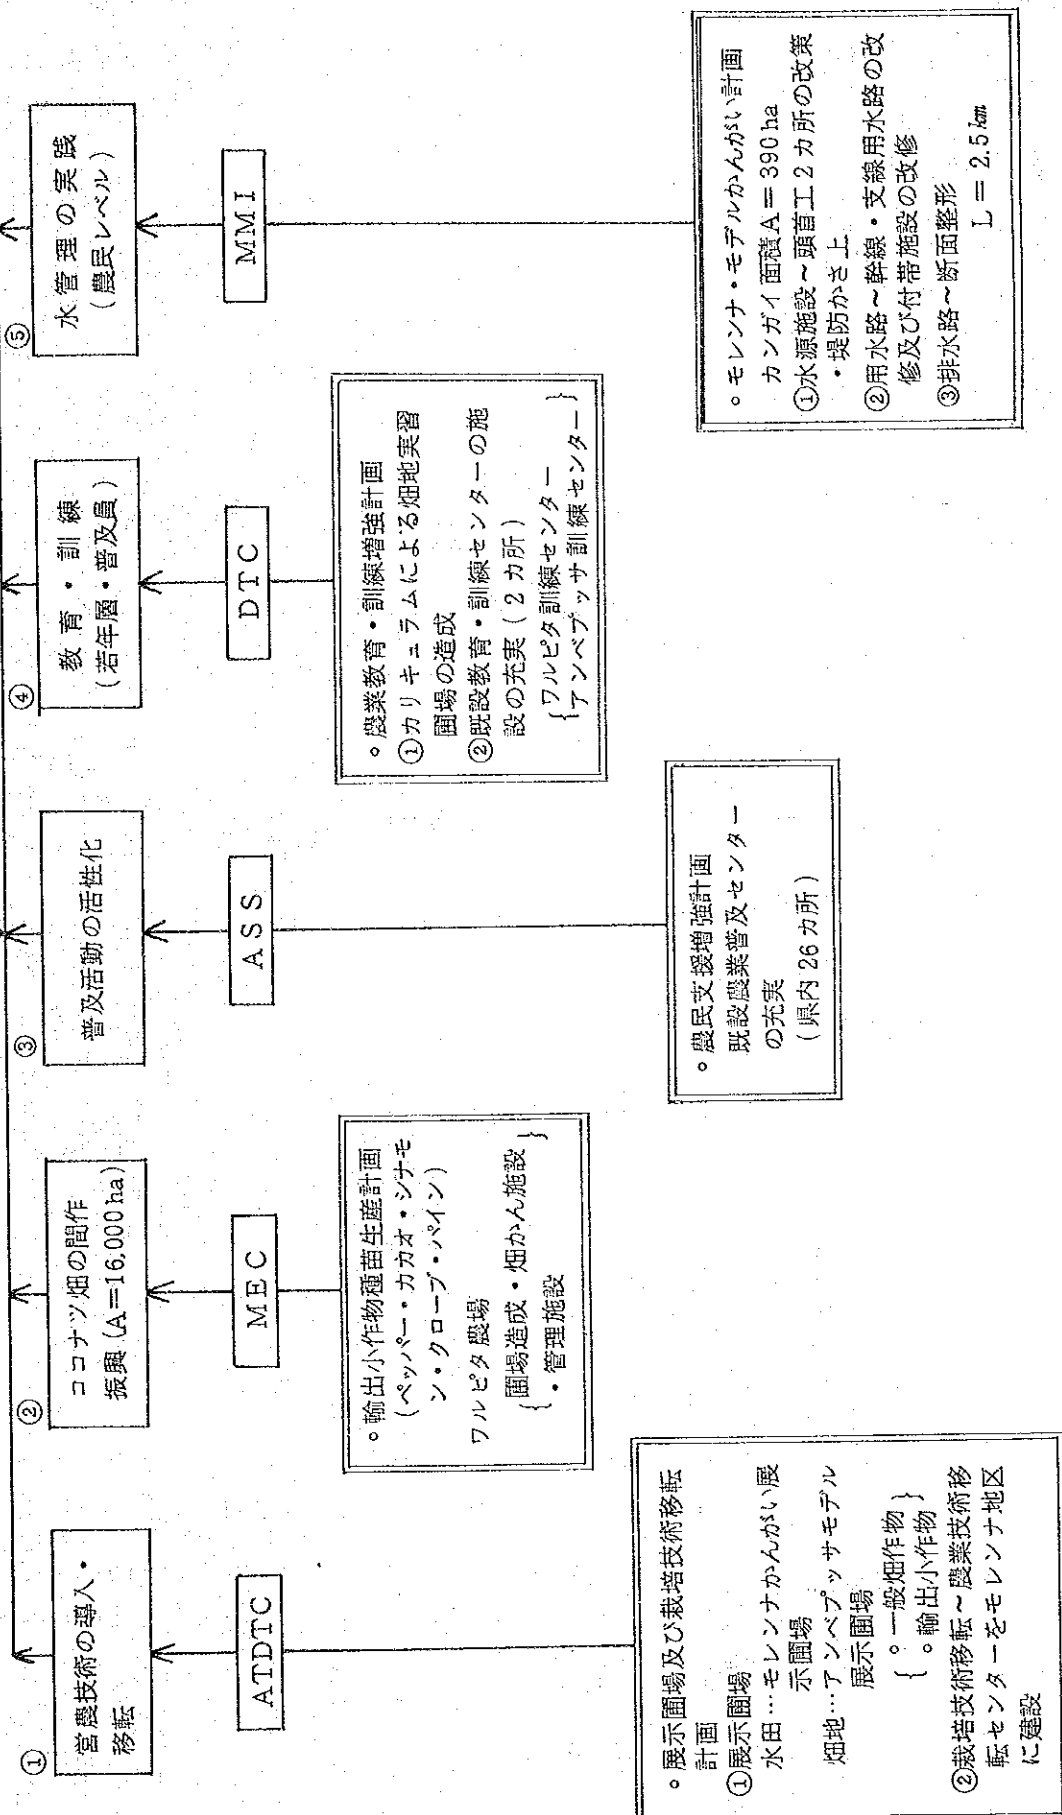 ①
営農技術の導入・
移転
ATDTC
◦展示圃場及び栽培技術移転
計画
①展示圃場
水田…モレンナかんがい展
示圃場
畑地…アンベプッサモデル
展示圃場
{◦一般畑作物}
{◦輸出小作物}
②栽培技術移転~農業技術移
転センターをモレンナ地区
に建設
②
ココナツ畑の間作
振興(A=16,000ha)
MEC
◦輸出小作物種苗生産計画
(ペッパー・カカオ・シナモ
ン・クローブ・パイン)
ワルピタ農場
{圃場造成・畑かん施設}
・管理施設
③
普及活動の活性化
ASS
◦農民支援増強計画
既設農業普及センター
の充実
(県内26カ所)
④
教育・訓練
(若年層・普及員)
DTC
◦農業教育・訓練増強計画
①カリキュラムによる畑地実習
圃場の造成
②既設教育・訓練センターの施
設の充実(2カ所)
{ワルピタ訓練センター
アンベプッサ訓練センター}
⑤
水管理の実践
(農民レベル)
MMI
◦モレンナ・モデルかんがい計画
カンガイ面積A=390ha
①水源施設~頭首工2カ所の改策
・堤防かさ上
②用水路~幹線・支線用水路の改
修及び付帯施設の改修
③排水路~断面整形
L=2.5km